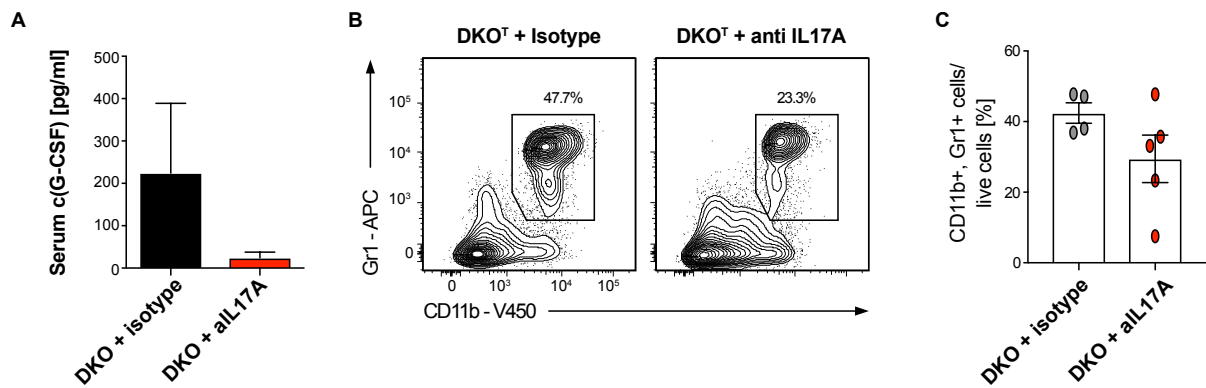 A
Serum c(G-CSF) [pg/ml]
500
400
300
200
100
0
DKO + isotype
DKO + aIL17A
B
DKOᵀ + Isotype
DKOᵀ + anti IL17A
47.7%
23.3%
Gr1 - APC
10⁵
10⁴
10³
0
0
10³
10⁴
10⁵
CD11b - V450
C
CD11b+, Gr1+ cells/
live cells [%]
60
40
20
0
DKO + isotype
DKO + aIL17A